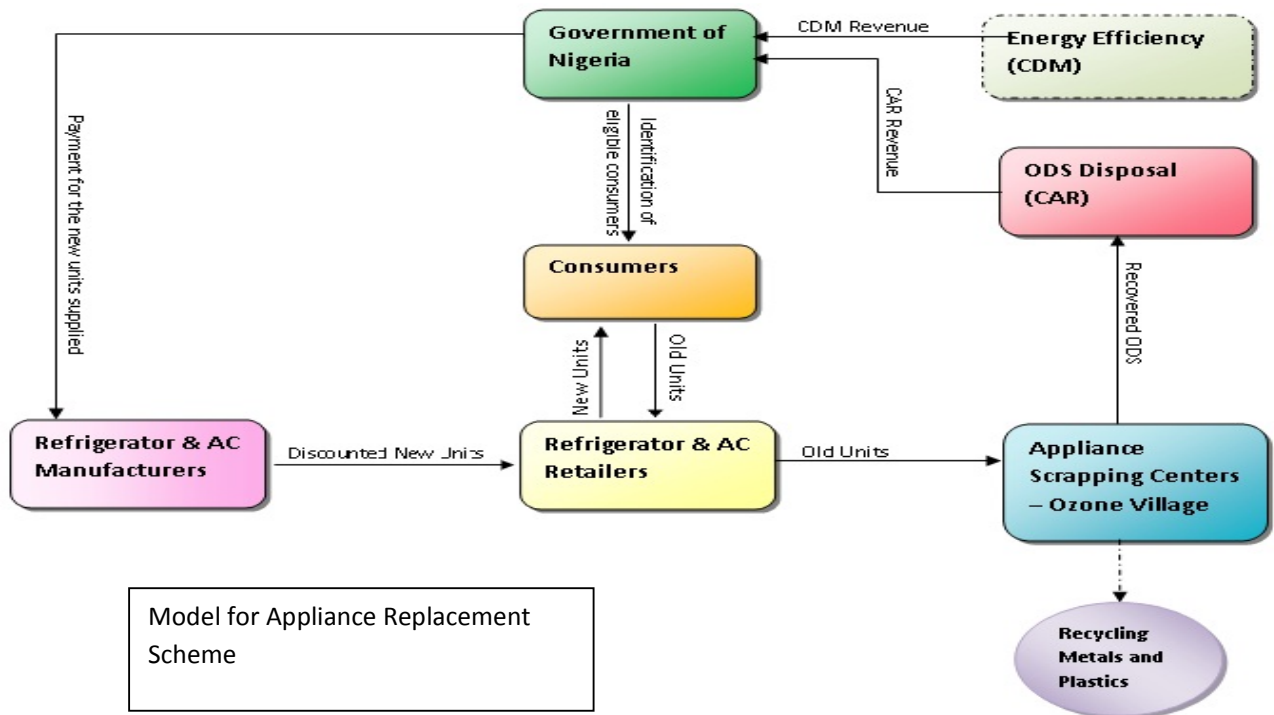 Government of
Nigeria
CDM Revenue
Energy Efficiency
(CDM)
CAR Revenue
Identification of
eligible consumers
Payment for the new units supplied
ODS Disposal
(CAR)
Consumers
Recovered ODS
New Units
Old Units
Refrigerator & AC
Manufacturers
Discounted New Units
Refrigerator & AC
Retailers
Old Units
Appliance
Scrapping Centers
– Ozone Village
Model for Appliance Replacement
Scheme
Recycling
Metals and
Plastics